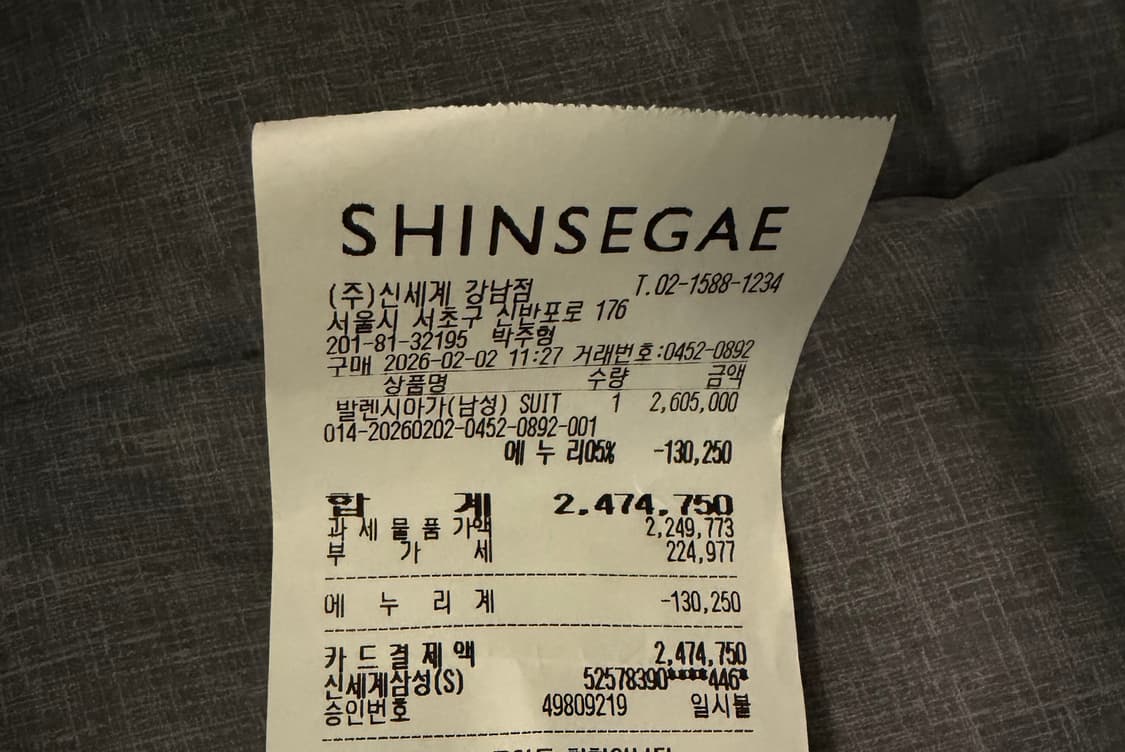 SHINSEGAE
(주)신세계 강남점 T.02-1588-1234
서울시 서초구 신반포로 176
201-81-32195 박주형
구매 2026-02-02 11:27 거래번호:0452-0892
상품명 수량 금액
발렌시아가(남성) SUIT 1 2,605,000
014-20260202-0452-0892-001
에누리05% -130,250
합 계 2,474,750
과 세 물 품 가액 2,249,773
부 가 세 224,977
에 누 리 계 -130,250
카 드 결 제 액 2,474,750
신세계삼성(S) 52578390****446*
승인번호 49809219 일시불